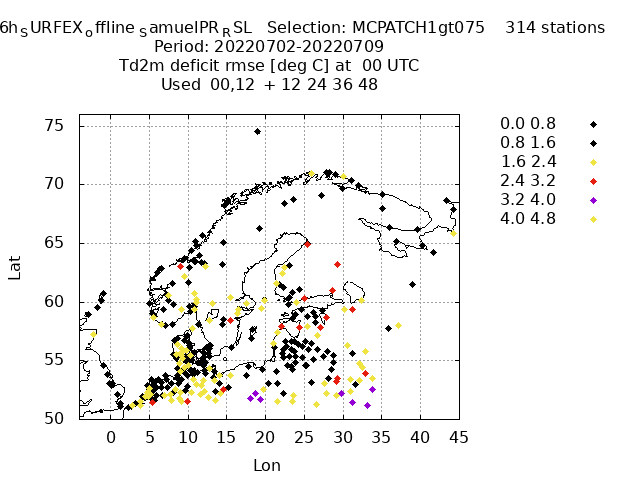 6h_SURFEX_offline_SamuelPR_RSL Selection: MCPATCH1gt075 314 stations
Period: 20220702-20220709
Td2m deficit rmse [deg C] at 00 UTC
Used 00,12 + 12 24 36 48
0.0 0.8
0.8 1.6
1.6 2.4
2.4 3.2
3.2 4.0
4.0 4.8
75
70
65
60
55
50
Lat
0 5 10 15 20 25 30 35 40 45
Lon